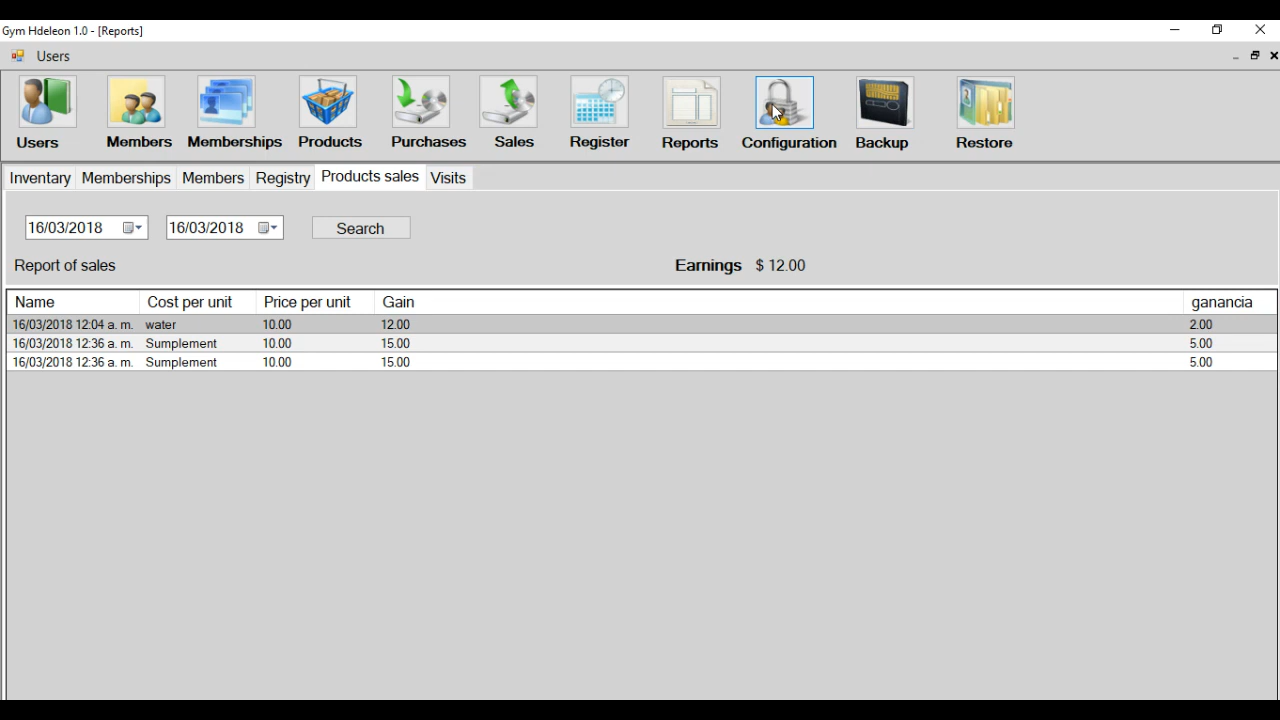 Gym Hdeleon 1.0 - [Reports]
Users
Users Members Memberships Products Purchases Sales Register Reports Configuration Backup Restore
Inventory Memberships Members Registry Products sales Visits
16/03/2018 16/03/2018 Search
Report of sales Earnings $ 12.00
Name Cost per unit Price per unit Gain ganancia
16/03/2018 12:04 a. m. water 10.00 12.00 2.00
16/03/2018 12:36 a. m. Sumplement 10.00 15.00 5.00
16/03/2018 12:36 a. m. Sumplement 10.00 15.00 5.00